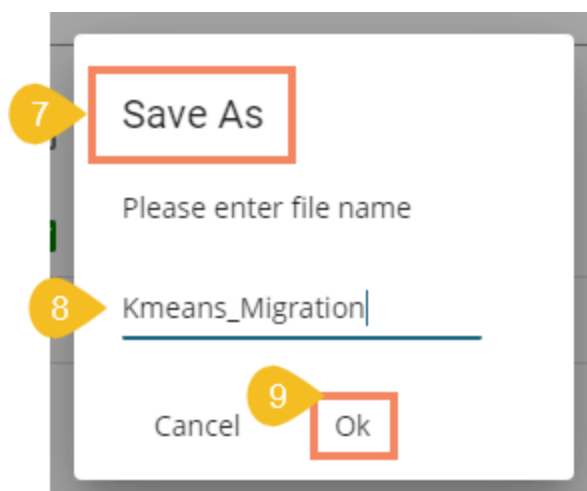 7
Save As
Please enter file name
8
Kmeans_Migration
9
Cancel Ok